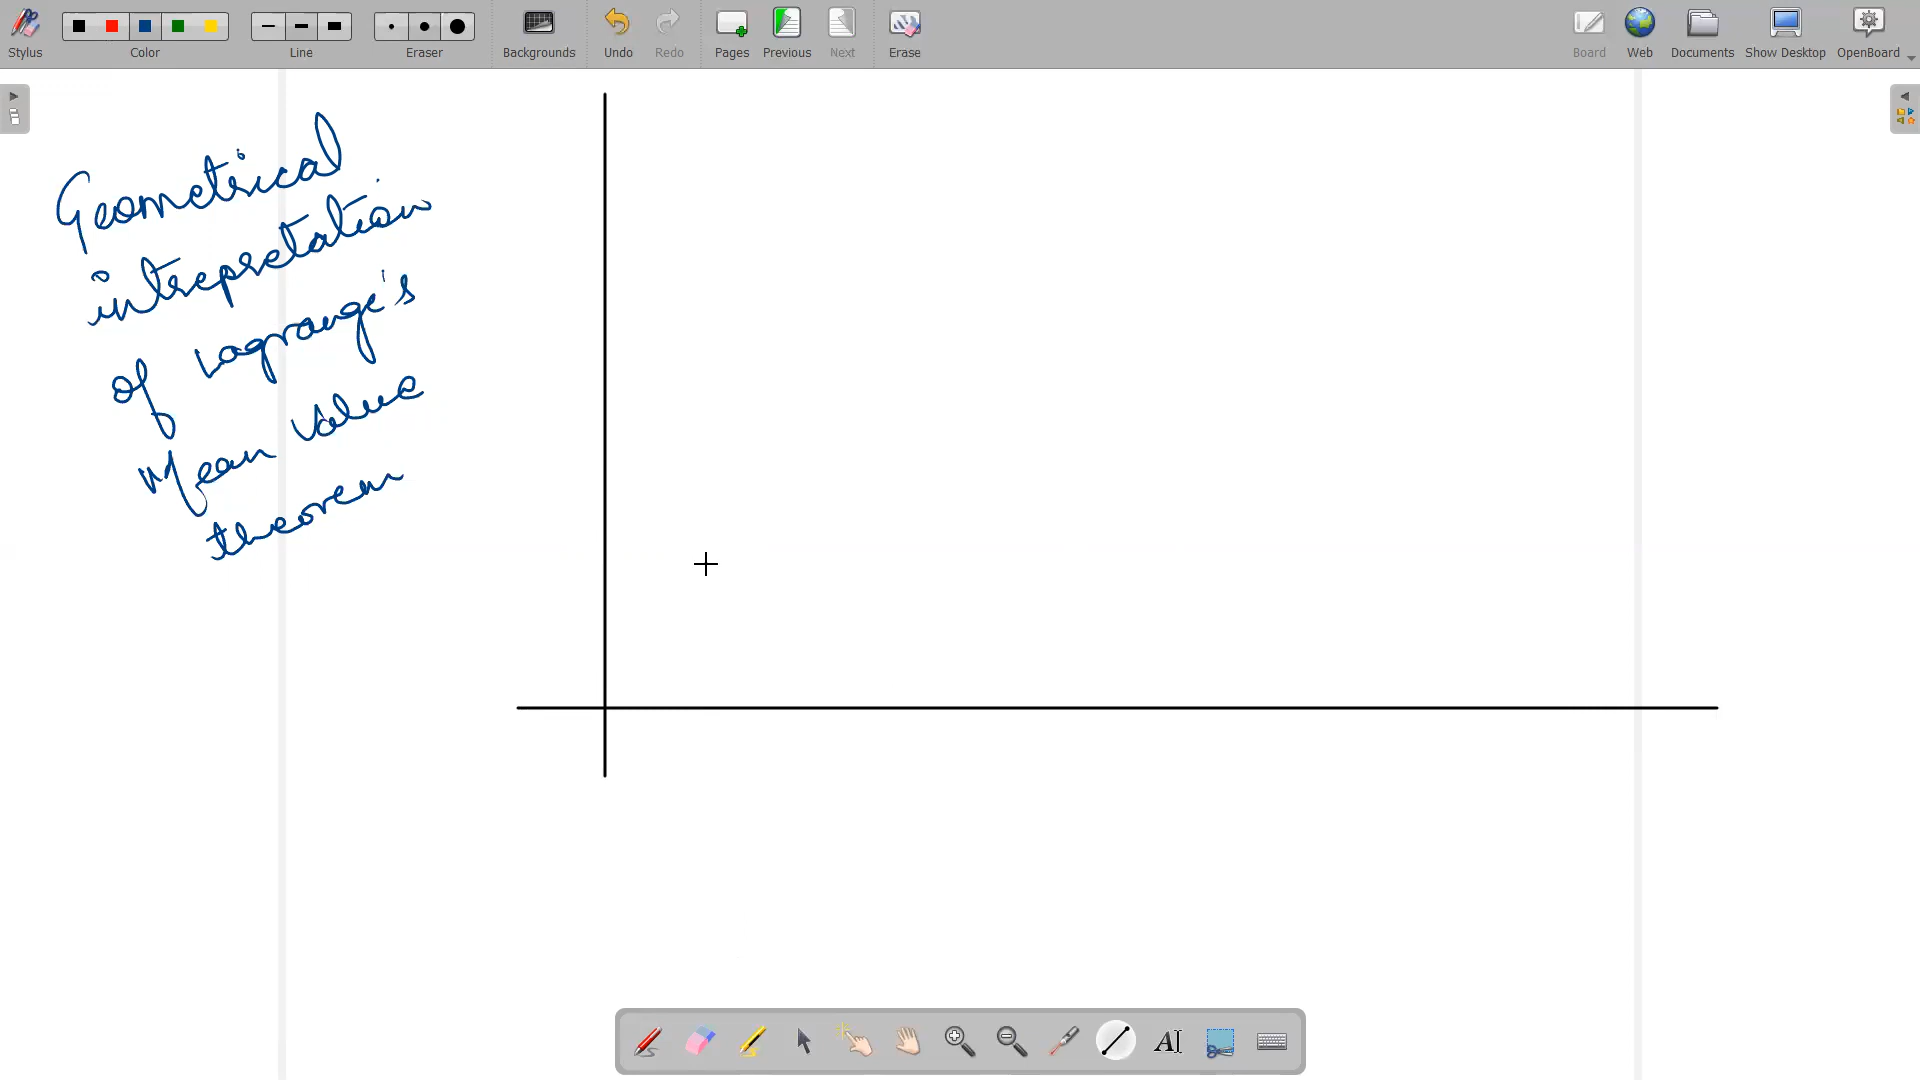 Stylus Color Line Eraser Backgrounds Undo Redo Pages Previous Next Erase Board Web Documents Show Desktop OpenBoard
Geometrical
intrepretation
of Lagrange's
Mean Value
theorem